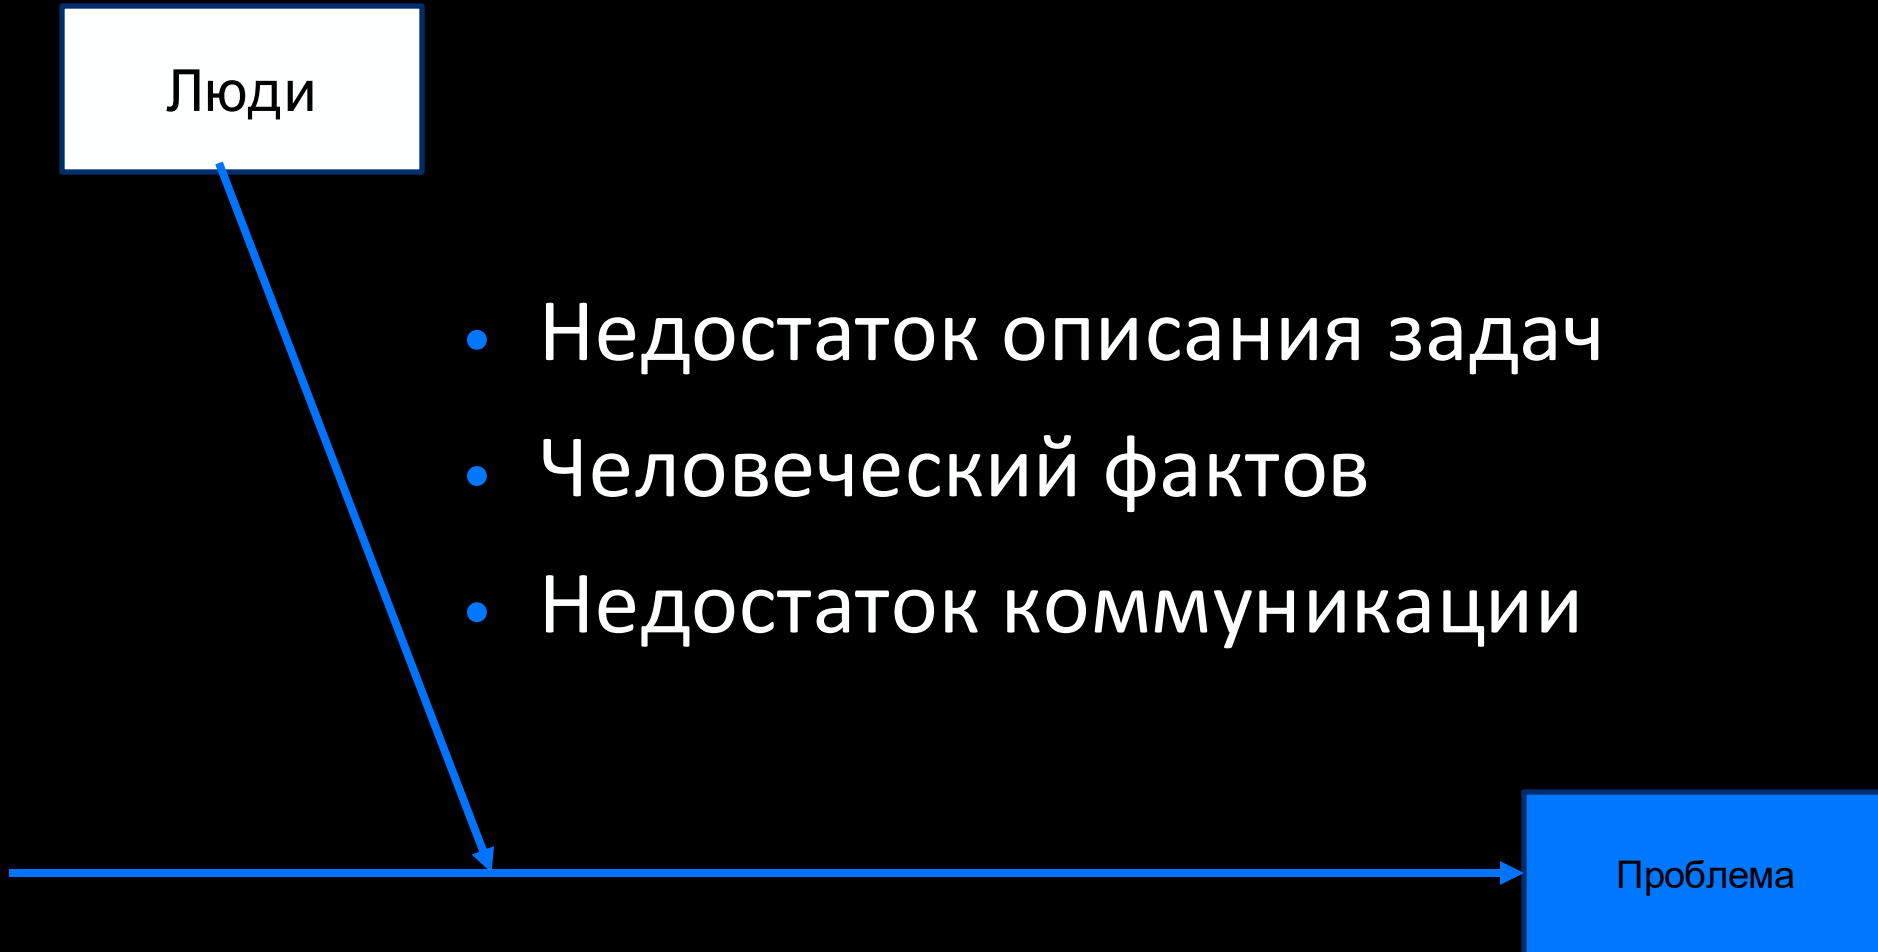 Люди
• Недостаток описания задач
• Человеческий фактов
• Недостаток коммуникации
Проблема